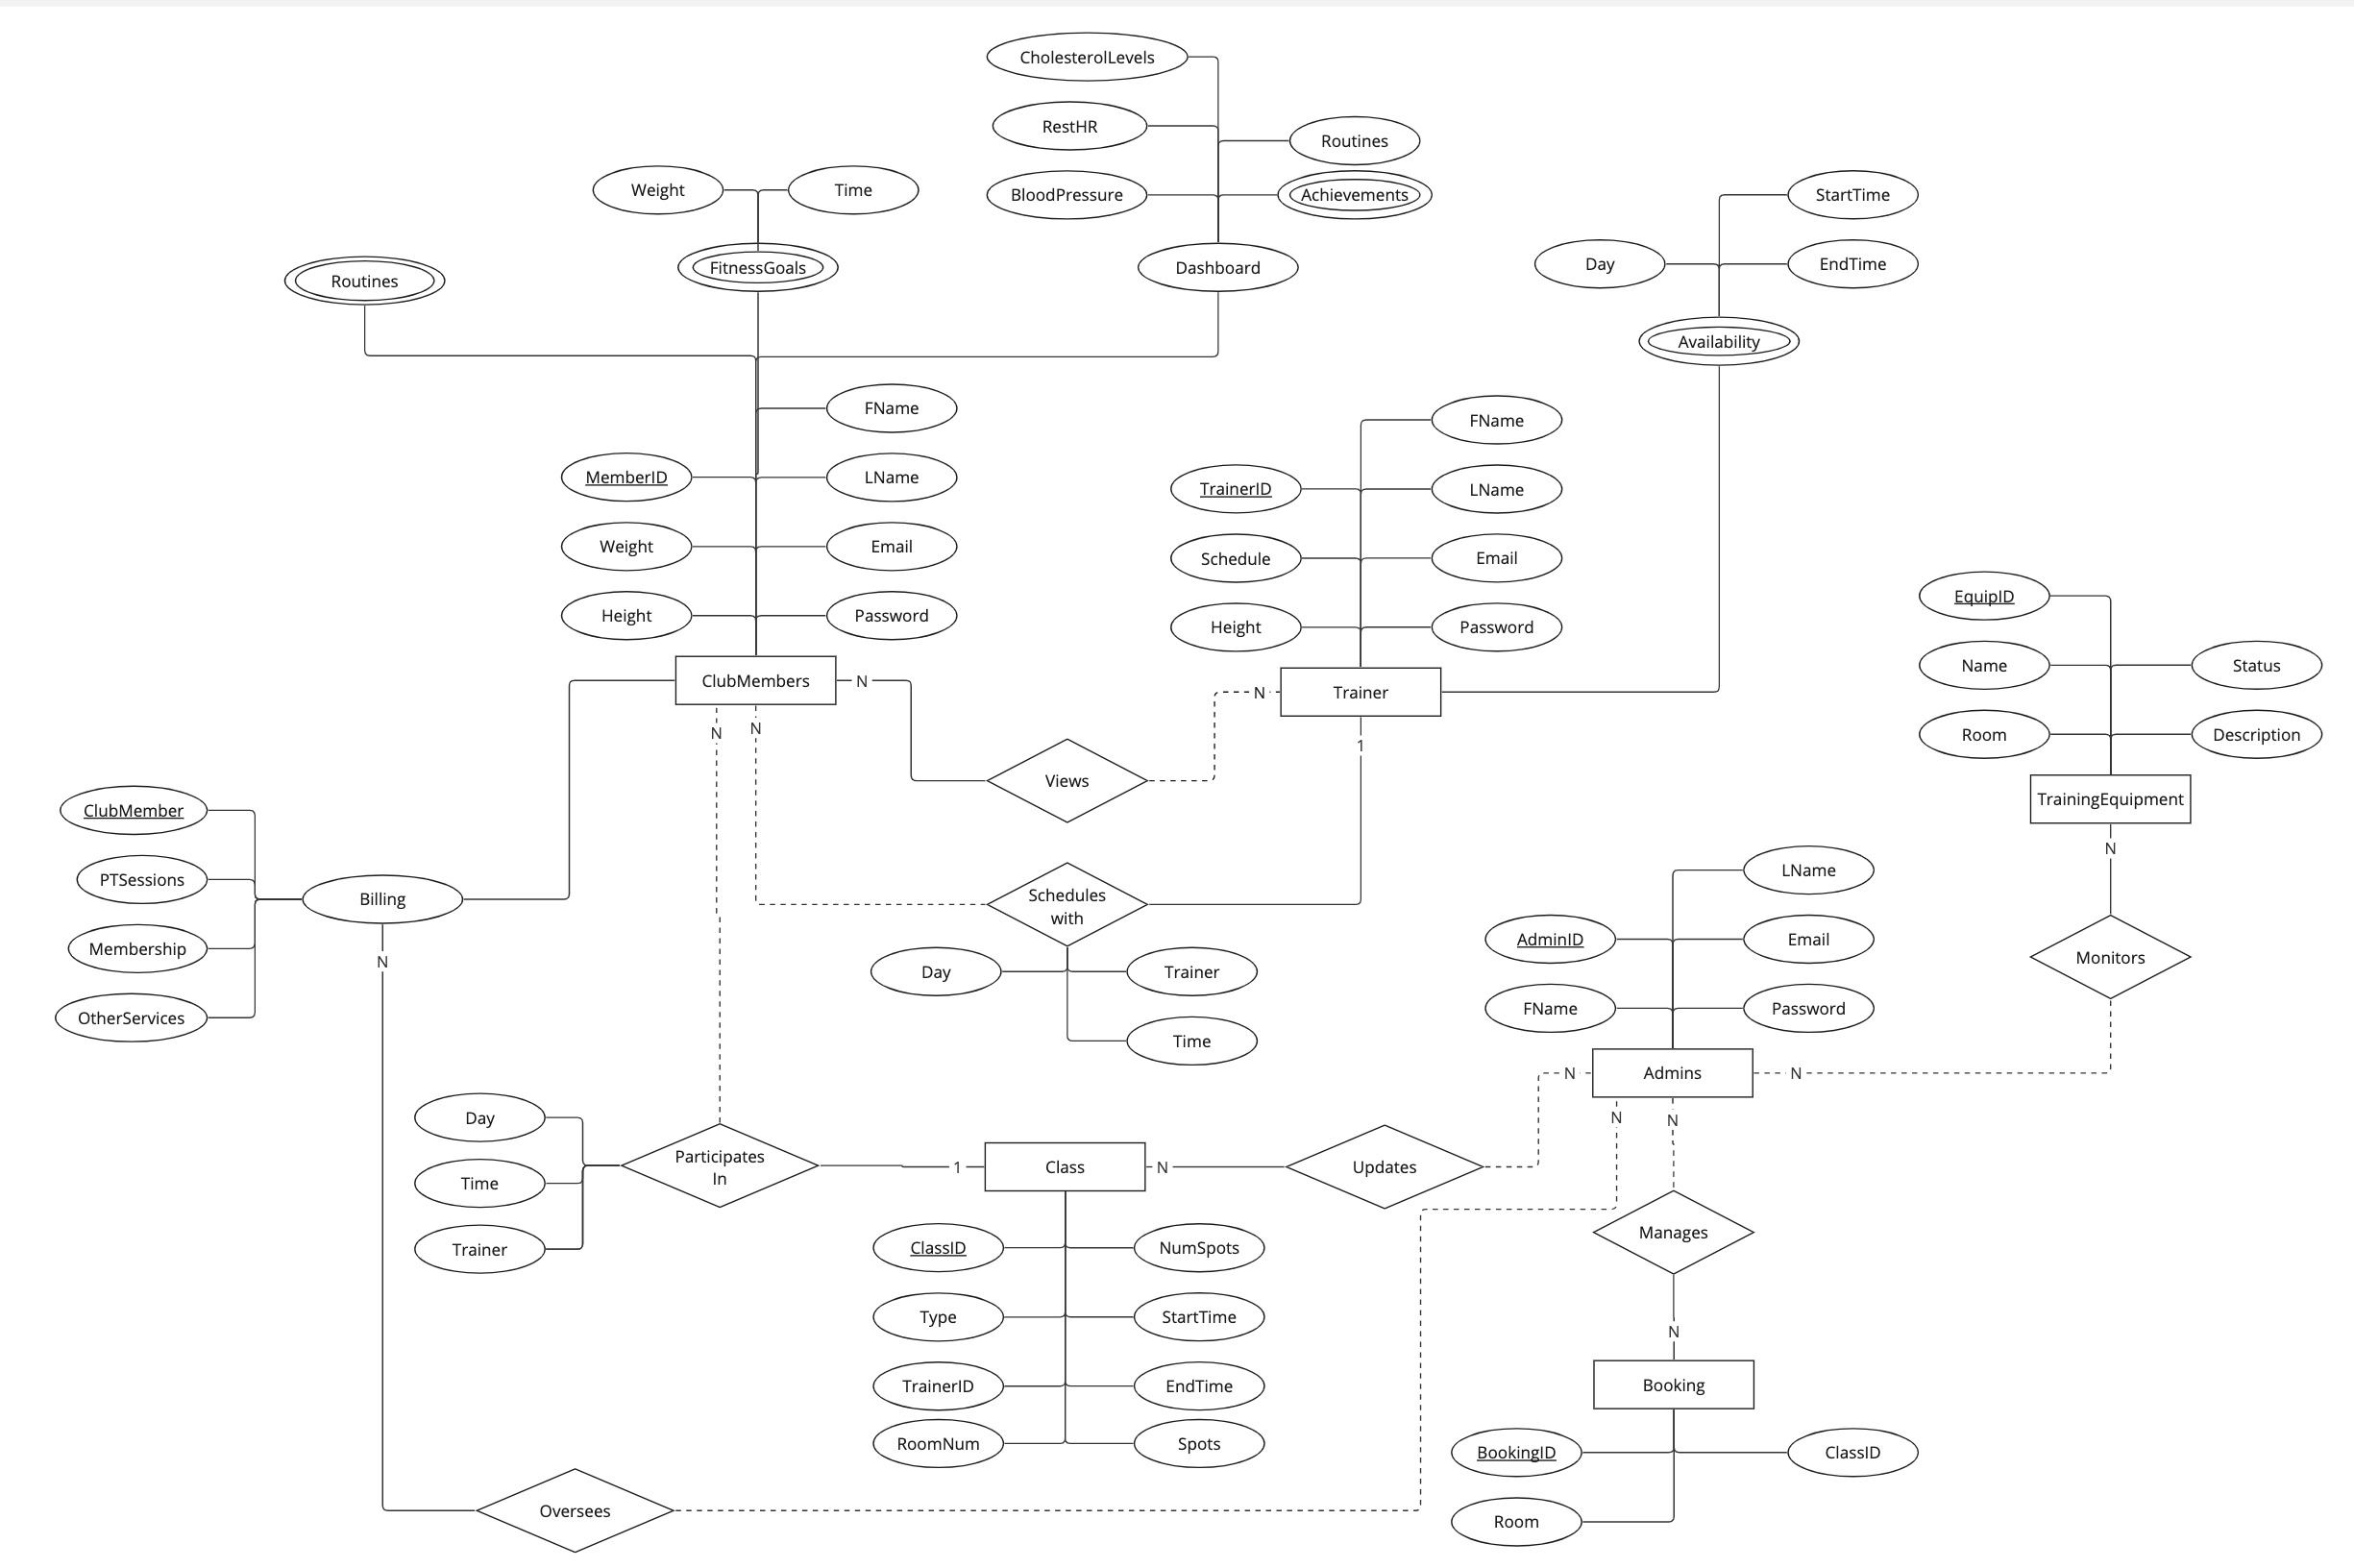 CholesterolLevels
RestHR
Routines
BloodPressure
Achievements
Weight
Time
StartTime
Day
EndTime
Routines
FitnessGoals
Dashboard
Availability
FName
MemberID
LName
Weight
Email
Height
Password
ClubMembers
N
N
N
FName
TrainerID
LName
Schedule
Email
Height
Password
N
Trainer
1
Views
EquipID
Name
Status
Room
Description
TrainingEquipment
N
Monitors
ClubMember
PTSessions
Billing
Membership
N
OtherServices
Schedules
with
Day
Trainer
Time
LName
AdminID
Email
FName
Password
N
Admins
N
N
N
Day
Time
Trainer
Participates
In
1
Class
N
Updates
Manages
N
Booking
ClassID
NumSpots
Type
StartTime
TrainerID
EndTime
RoomNum
Spots
BookingID
ClassID
Room
Oversees